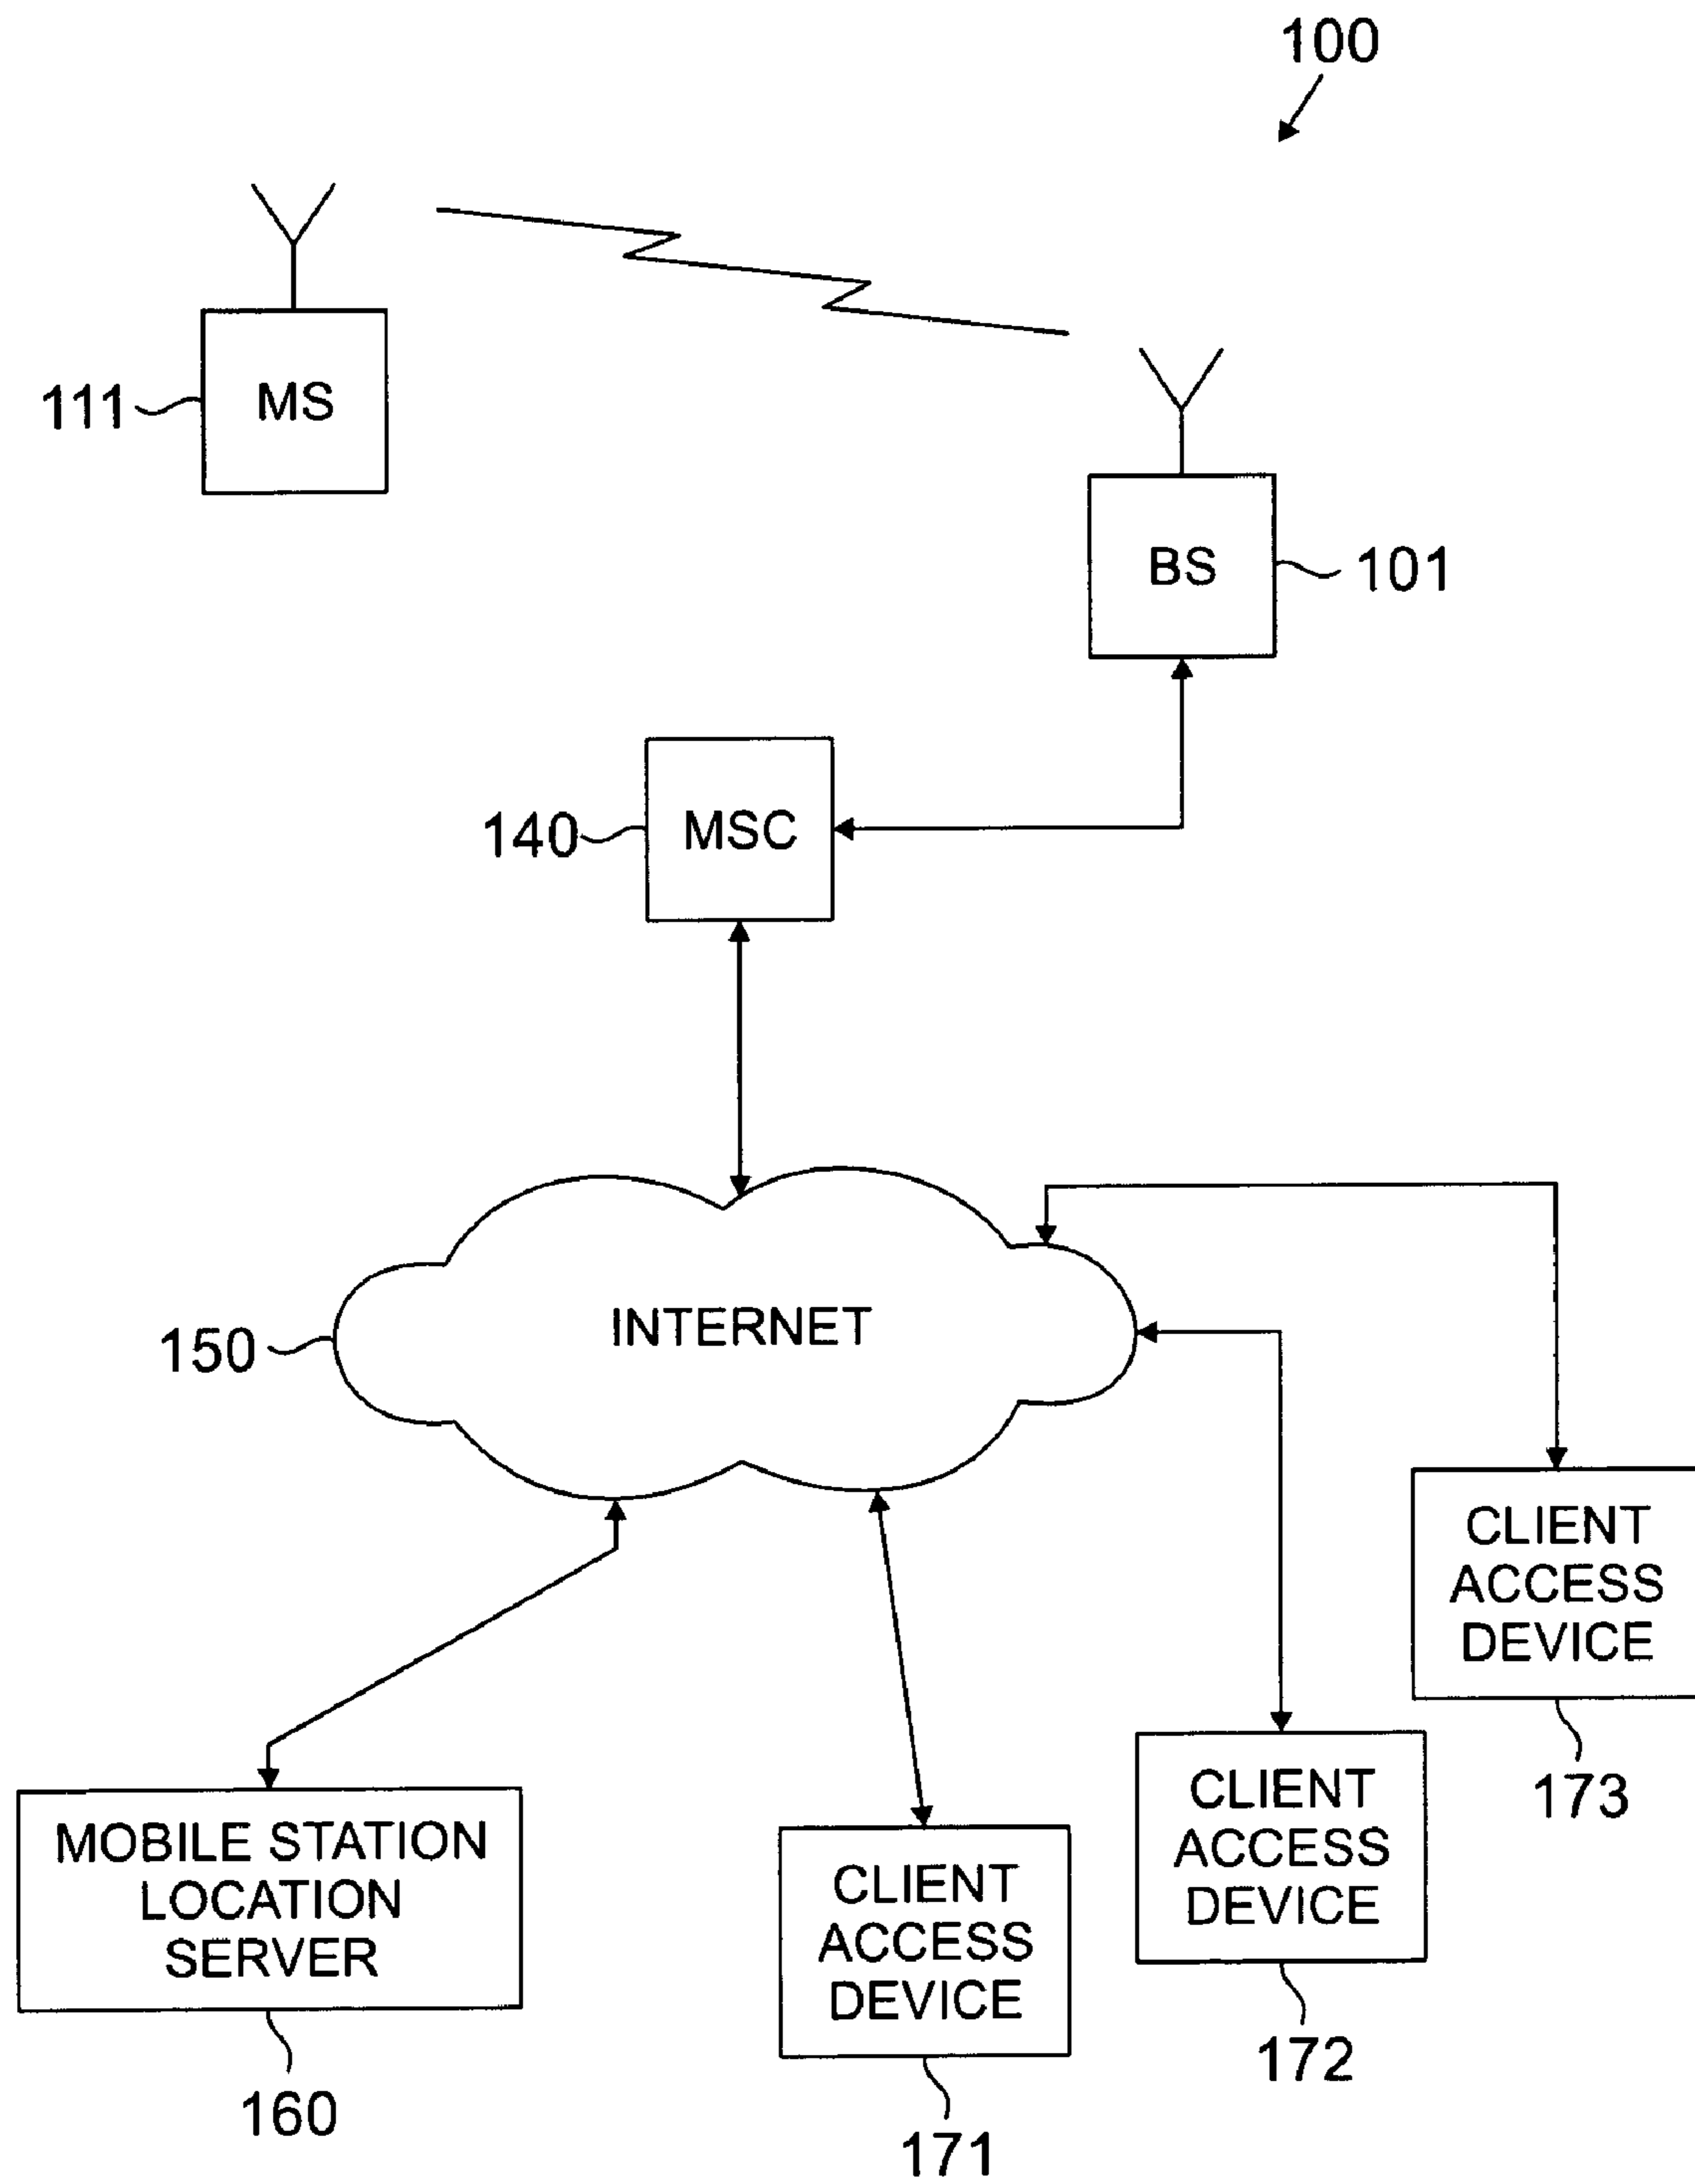 100
111
MS
BS
101
140
MSC
150
INTERNET
CLIENT
ACCESS
DEVICE
173
CLIENT
ACCESS
DEVICE
172
MOBILE STATION
LOCATION
SERVER
160
CLIENT
ACCESS
DEVICE
171